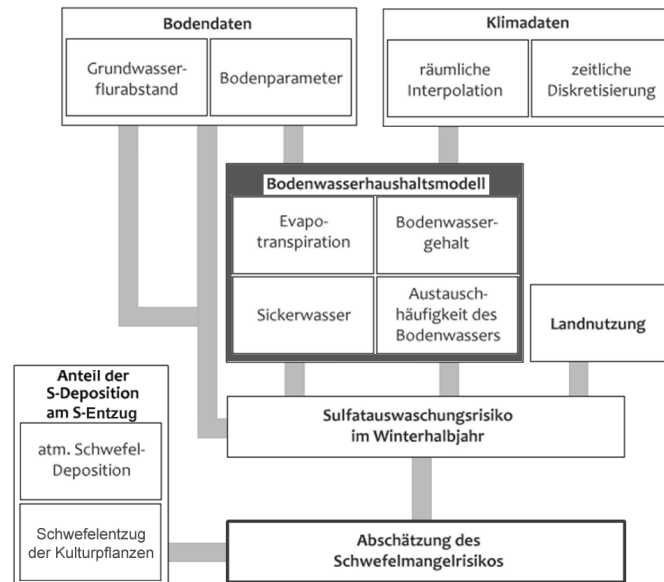 Bodendaten
Grundwasser-
flurabstand
Bodenparameter
Klimadaten
räumliche
Interpolation
zeitliche
Diskretisierung
Bodenwasserhaushaltsmodell
Evapo-
transpiration
Bodenwasser-
gehalt
Sickerwasser
Austausch-
häufigkeit des
Bodenwassers
Landnutzung
Anteil der
S-Deposition
am S-Entzug
atm. Schwefel-
Deposition
Schwefelentzug
der Kulturpflanzen
Sulfatauswaschungsrisiko
im Winterhalbjahr
Abschätzung des
Schwefelmangelrisikos